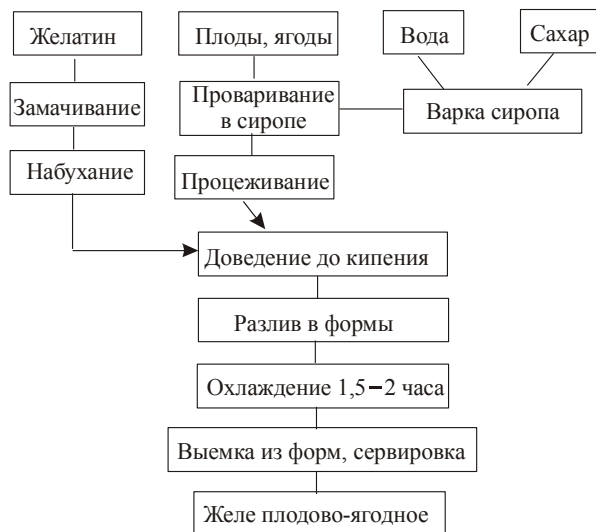 Желатин
Плоды, ягоды
Вода
Сахар
Замачивание
Проваривание
в сиропе
Варка сиропа
Набухание
Процеживание
Доведение до кипения
Разлив в формы
Охлаждение 1,5−2 часа
Выемка из форм, сервировка
Желе плодово-ягодное